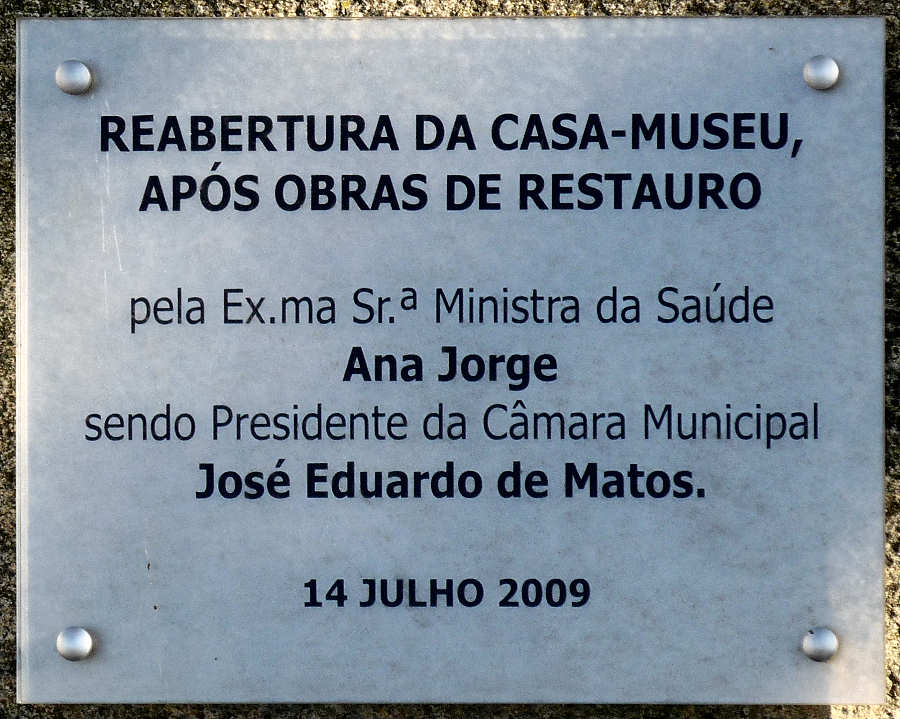 REABERTURA DA CASA-MUSEU,
APÓS OBRAS DE RESTAURO
pela Ex.ma Sr.ª Ministra da Saúde
Ana Jorge
sendo Presidente da Câmara Municipal
José Eduardo de Matos.
14 JULHO 2009